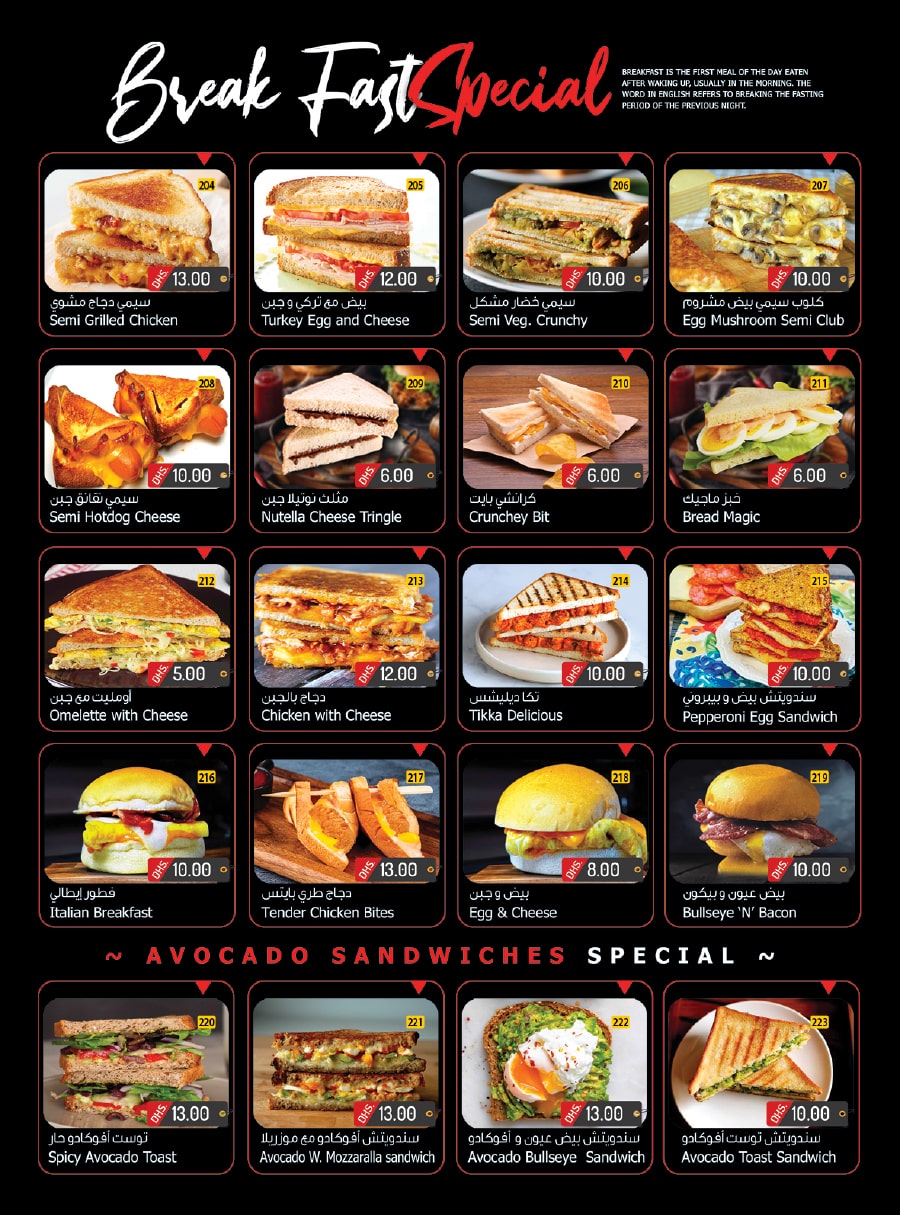 Break Fast Special
BREAKFAST IS THE FIRST MEAL OF THE DAY EATEN
AFTER WAKING UP, USUALLY IN THE MORNING. THE
WORD IN ENGLISH REFERS TO BREAKING THE FASTING
PERIOD OF THE PREVIOUS NIGHT.
204
DHS. 13.00
سيمي دجاج مشوي
Semi Grilled Chicken
205
DHS. 12.00
بيض مع تركي و جبن
Turkey Egg and Cheese
206
DHS. 10.00
سيمي خضار مشكل
Semi Veg. Crunchy
207
DHS. 10.00
كلوب سيمي بيض مشروم
Egg Mushroom Semi Club
208
DHS. 10.00
سيمي نقانق جبن
Semi Hotdog Cheese
209
DHS. 6.00
مثلث نوتيلا جبن
Nutella Cheese Tringle
210
DHS. 6.00
كرانشي بايت
Crunchey Bit
211
DHS. 6.00
خبز ماجيك
Bread Magic
212
DHS. 5.00
أومليت مع جبن
Omelette with Cheese
213
DHS. 12.00
دجاج بالجبن
Chicken with Cheese
214
DHS. 10.00
تكا ديليشس
Tikka Delicious
215
DHS. 10.00
سندويتش بيض و بيبروني
Pepperoni Egg Sandwich
216
DHS. 10.00
فطور إيطالي
Italian Breakfast
217
DHS. 13.00
دجاج طري بايتس
Tender Chicken Bites
218
DHS. 8.00
بيض و جبن
Egg & Cheese
219
DHS. 10.00
بيض عيون و بيكون
Bullseye ‘N’ Bacon
~ AVOCADO SANDWICHES SPECIAL ~
220
DHS. 13.00
توست أفوكادو حار
Spicy Avocado Toast
221
DHS. 13.00
سندويتش أفوكادو مع موزريلا
Avocado W. Mozzaralla sandwich
222
DHS. 13.00
سندويتش بيض عيون و أفوكادو
Avocado Bullseye Sandwich
223
DHS. 10.00
سندويتش توست أفوكادو
Avocado Toast Sandwich